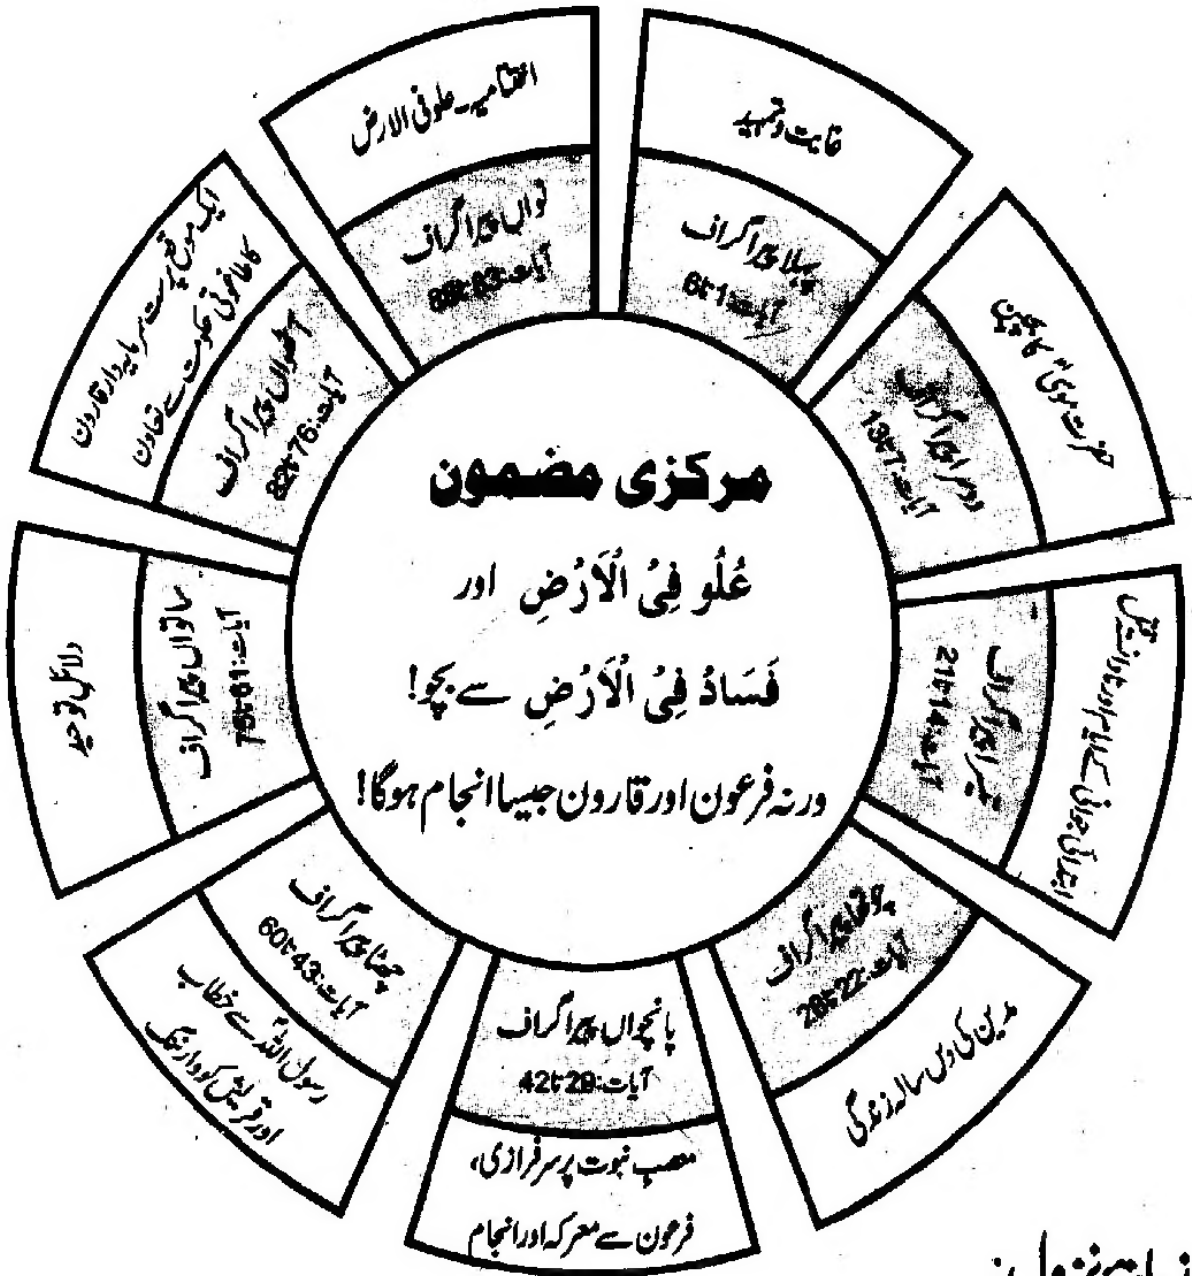 مرکزی مضمون
عُلُو فِیُ الْاَرُضِ اور
فَسَادُ فِیُ الْاَرُضِ سے بچو!
ورنہ فرعون اور قارون جیسا انجام ہوگا!
غایت و تمہید
پہلا پیراگراف
آیات:1تا6
حضرت موسیٰؑ کا بچپن
دوسرا پیراگراف
آیات:7تا13
تیسرا پیراگراف
آیات:14تا21
مدین کی دس سالہ زندگی
چوتھا پیراگراف
آیات:22تا28
پانچواں پیراگراف
آیات:29تا42
منصبِ نبوت پر سرفرازی،
فرعون سے معرکہ اور انجام
چھٹا پیراگراف
آیات:43تا60
رسول اللہؐ سے خطاب
اور قریش کو وارننگ
دلائلِ توحید
ساتواں پیراگراف
آیات:61تا75
ایک موقع پرست سرمایہ دار قارون
کا طاغوتی حکومت سے تعاون
آٹھواں پیراگراف
آیات:76تا82
اختتامیہ۔ علو فی الارض
نواں پیراگراف
آیات:83تا88